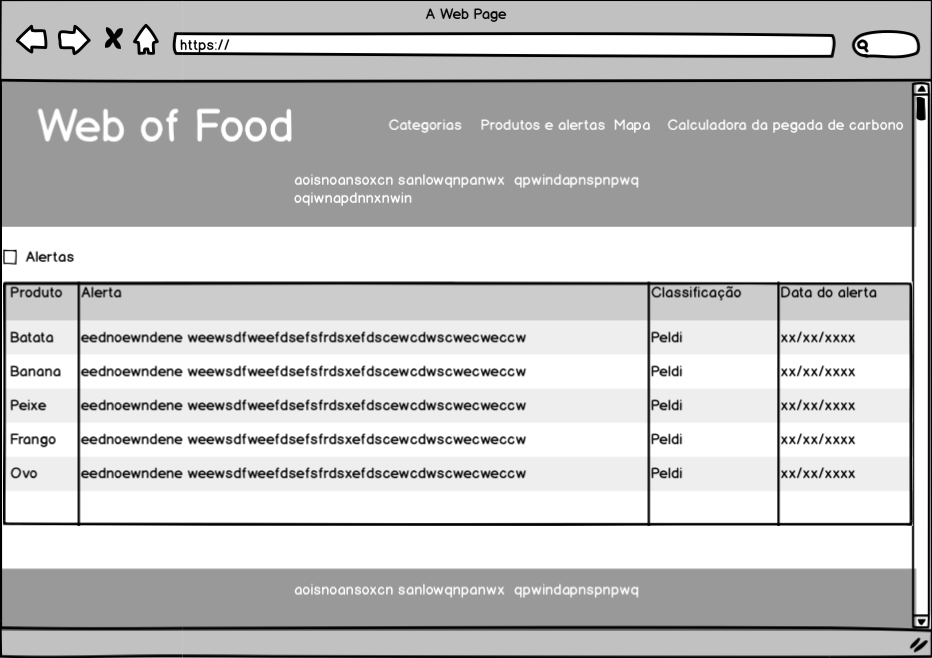 A Web Page
https://
Web of Food
Categorias Produtos e alertas Mapa Calculadora da pegada de carbono
aoisnoansoxcn sanlowqnpanwx qpwindapnspnpwq
oqiwnapdnnxnwin
Alertas
Produto Alerta Classificação Data do alerta
Batata eednoewndene weewsdfweefdsefsfrdsxefdscewcdwscwecweccw Peldi xx/xx/xxxx
Banana eednoewndene weewsdfweefdsefsfrdsxefdscewcdwscwecweccw Peldi xx/xx/xxxx
Peixe eednoewndene weewsdfweefdsefsfrdsxefdscewcdwscwecweccw Peldi xx/xx/xxxx
Frango eednoewndene weewsdfweefdsefsfrdsxefdscewcdwscwecweccw Peldi xx/xx/xxxx
Ovo eednoewndene weewsdfweefdsefsfrdsxefdscewcdwscwecweccw Peldi xx/xx/xxxx
aoisnoansoxcn sanlowqnpanwx qpwindapnspnpwq